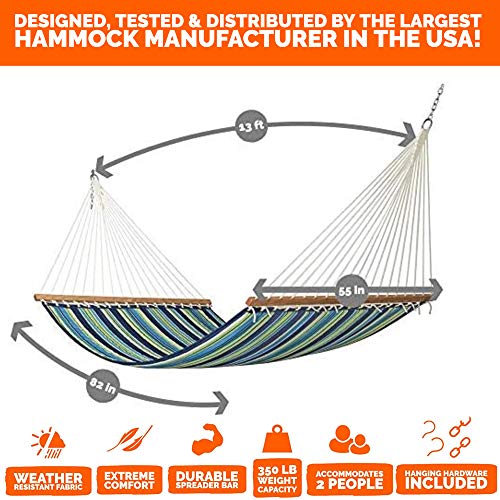 DESIGNED, TESTED & DISTRIBUTED BY THE LARGEST
HAMMOCK MANUFACTURER IN THE USA!
13 ft
55 in
82 in
WEATHER
RESISTANT FABRIC
EXTREME
COMFORT
DURABLE
SPREADER BAR
350 LB
WEIGHT
CAPACITY
ACCOMMODATES
2 PEOPLE
HANGING HARDWARE
INCLUDED